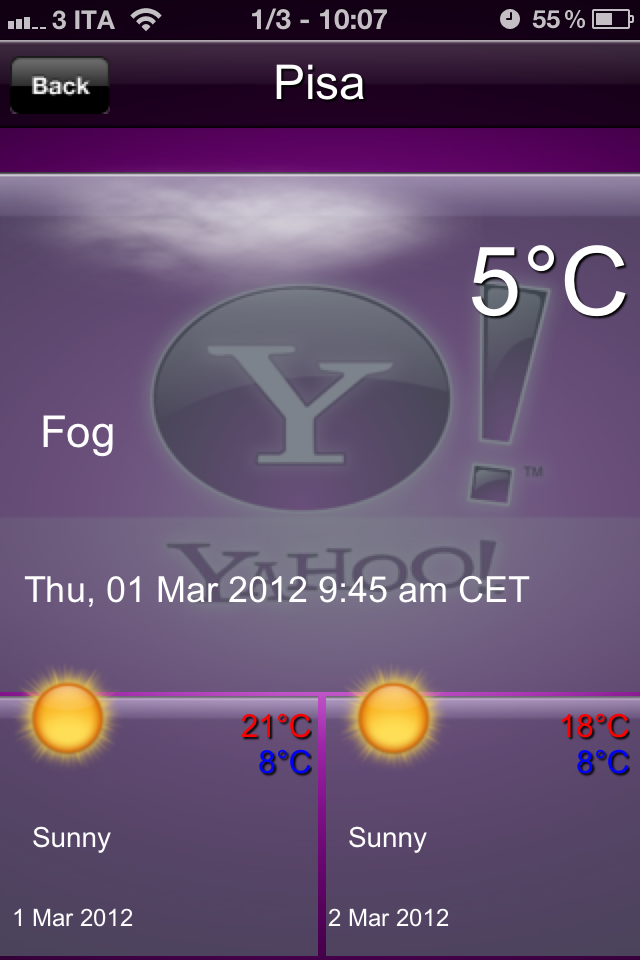 3 ITA 1/3 - 10:07 55%
Back Pisa
5°C
Y!
TM
Fog
YAHOO!
Thu, 01 Mar 2012 9:45 am CET
21°C 18°C
8°C 8°C
Sunny Sunny
1 Mar 2012 2 Mar 2012